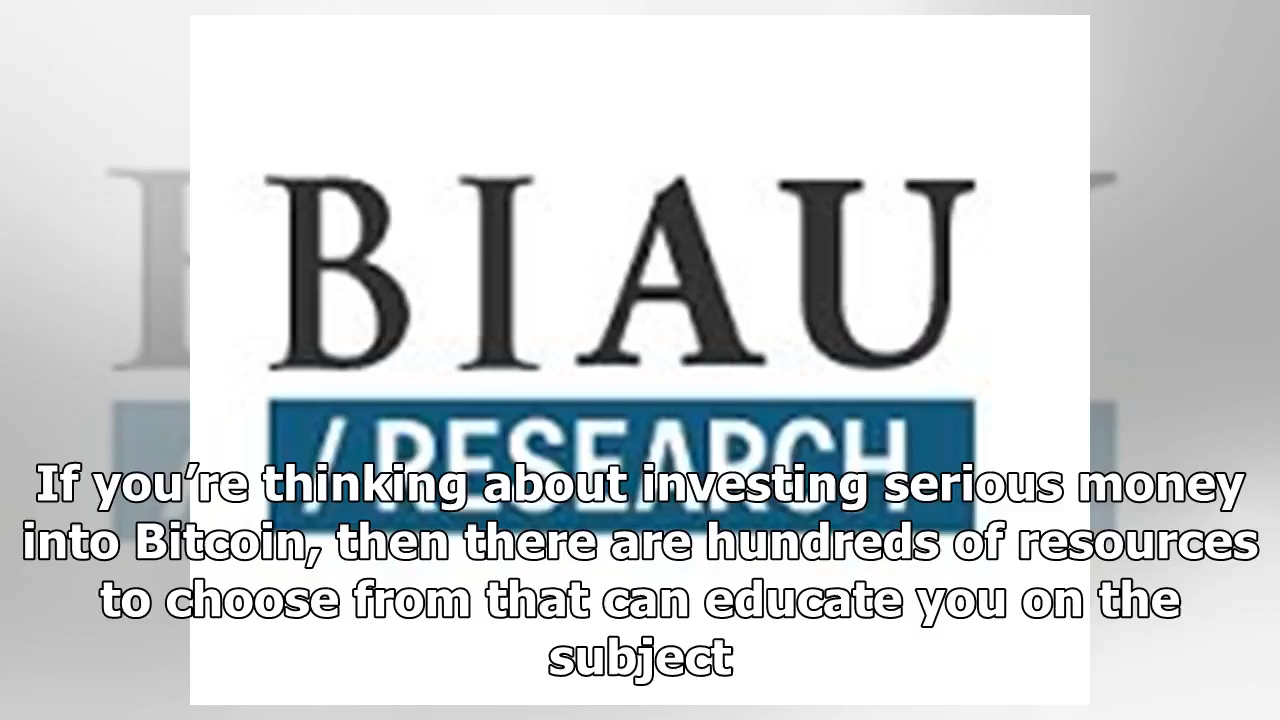 BIAU
/ RESEARCH
If you’re thinking about investing serious money
into Bitcoin, then there are hundreds of resources
to choose from that can educate you on the
subject